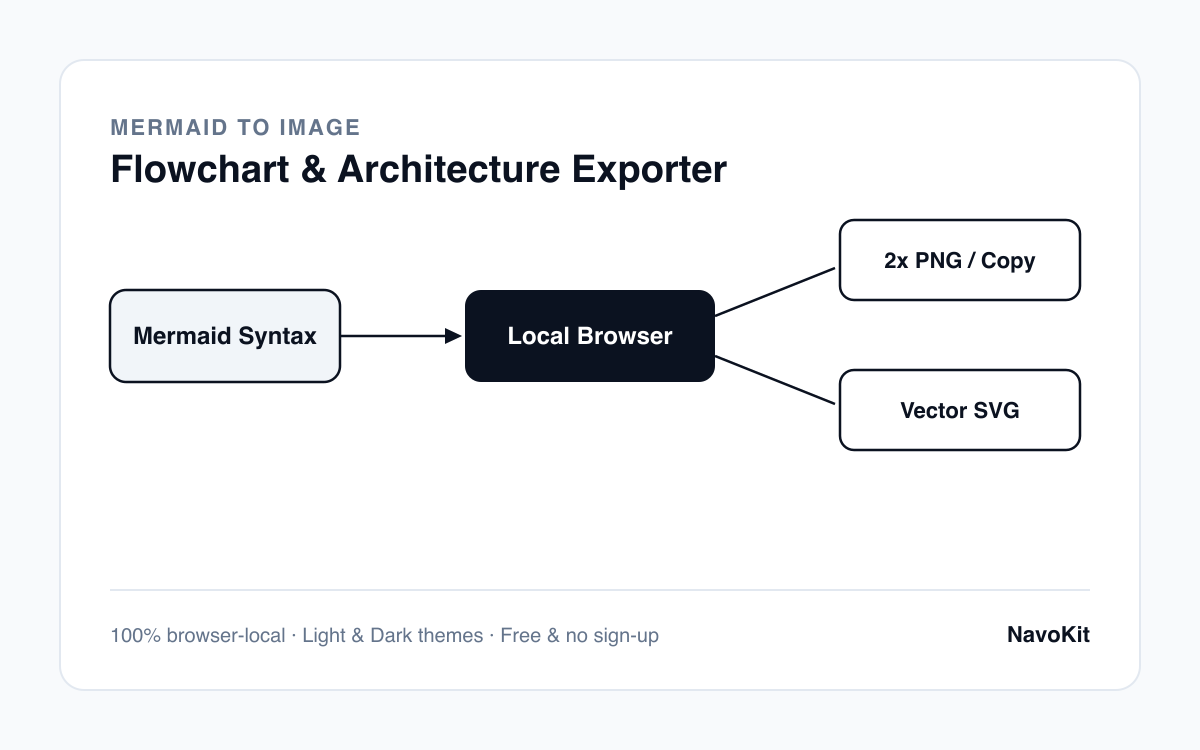 MERMAID TO IMAGE
Flowchart & Architecture Exporter
2x PNG / Copy
Mermaid Syntax
Local Browser
Vector SVG
100% browser-local · Light & Dark themes · Free & no sign-up
NavoKit